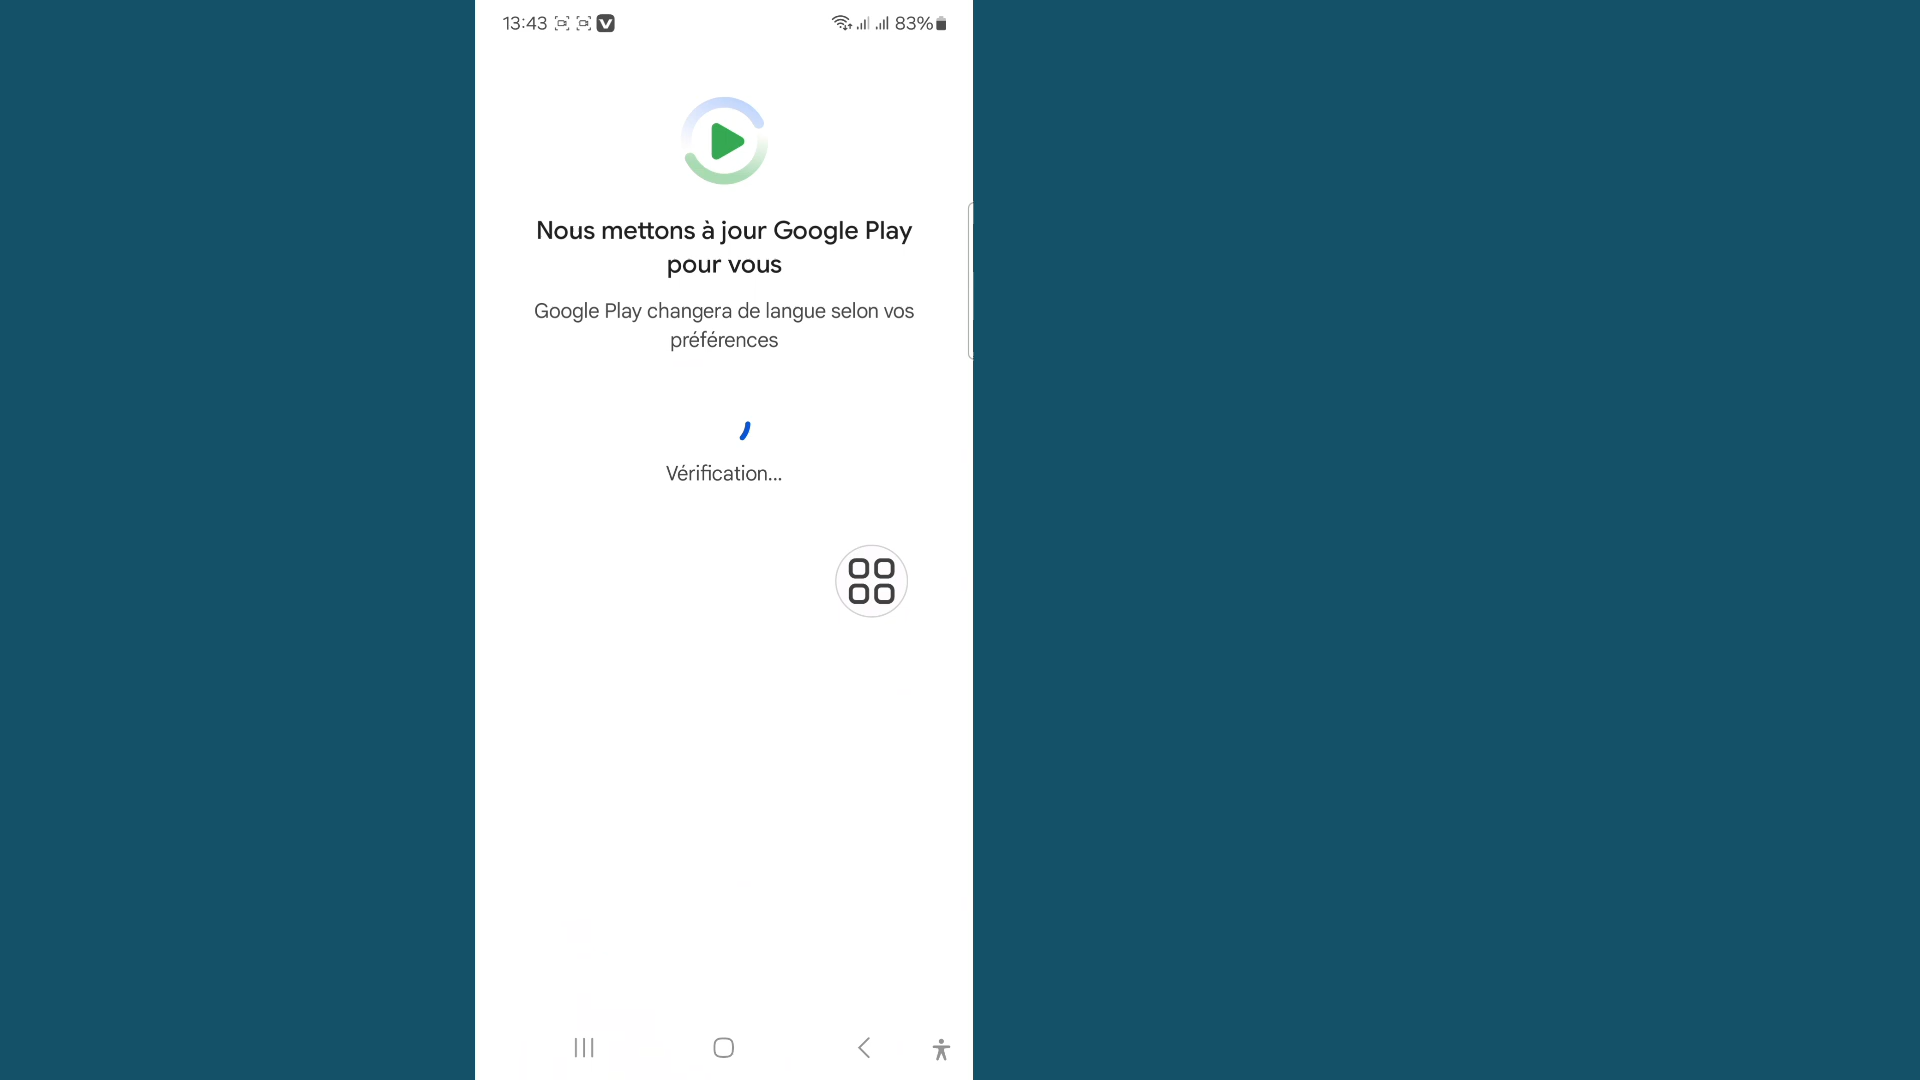 13:43
83%
Nous mettons à jour Google Play
pour vous
Google Play changera de langue selon vos
préférences
Vérification...